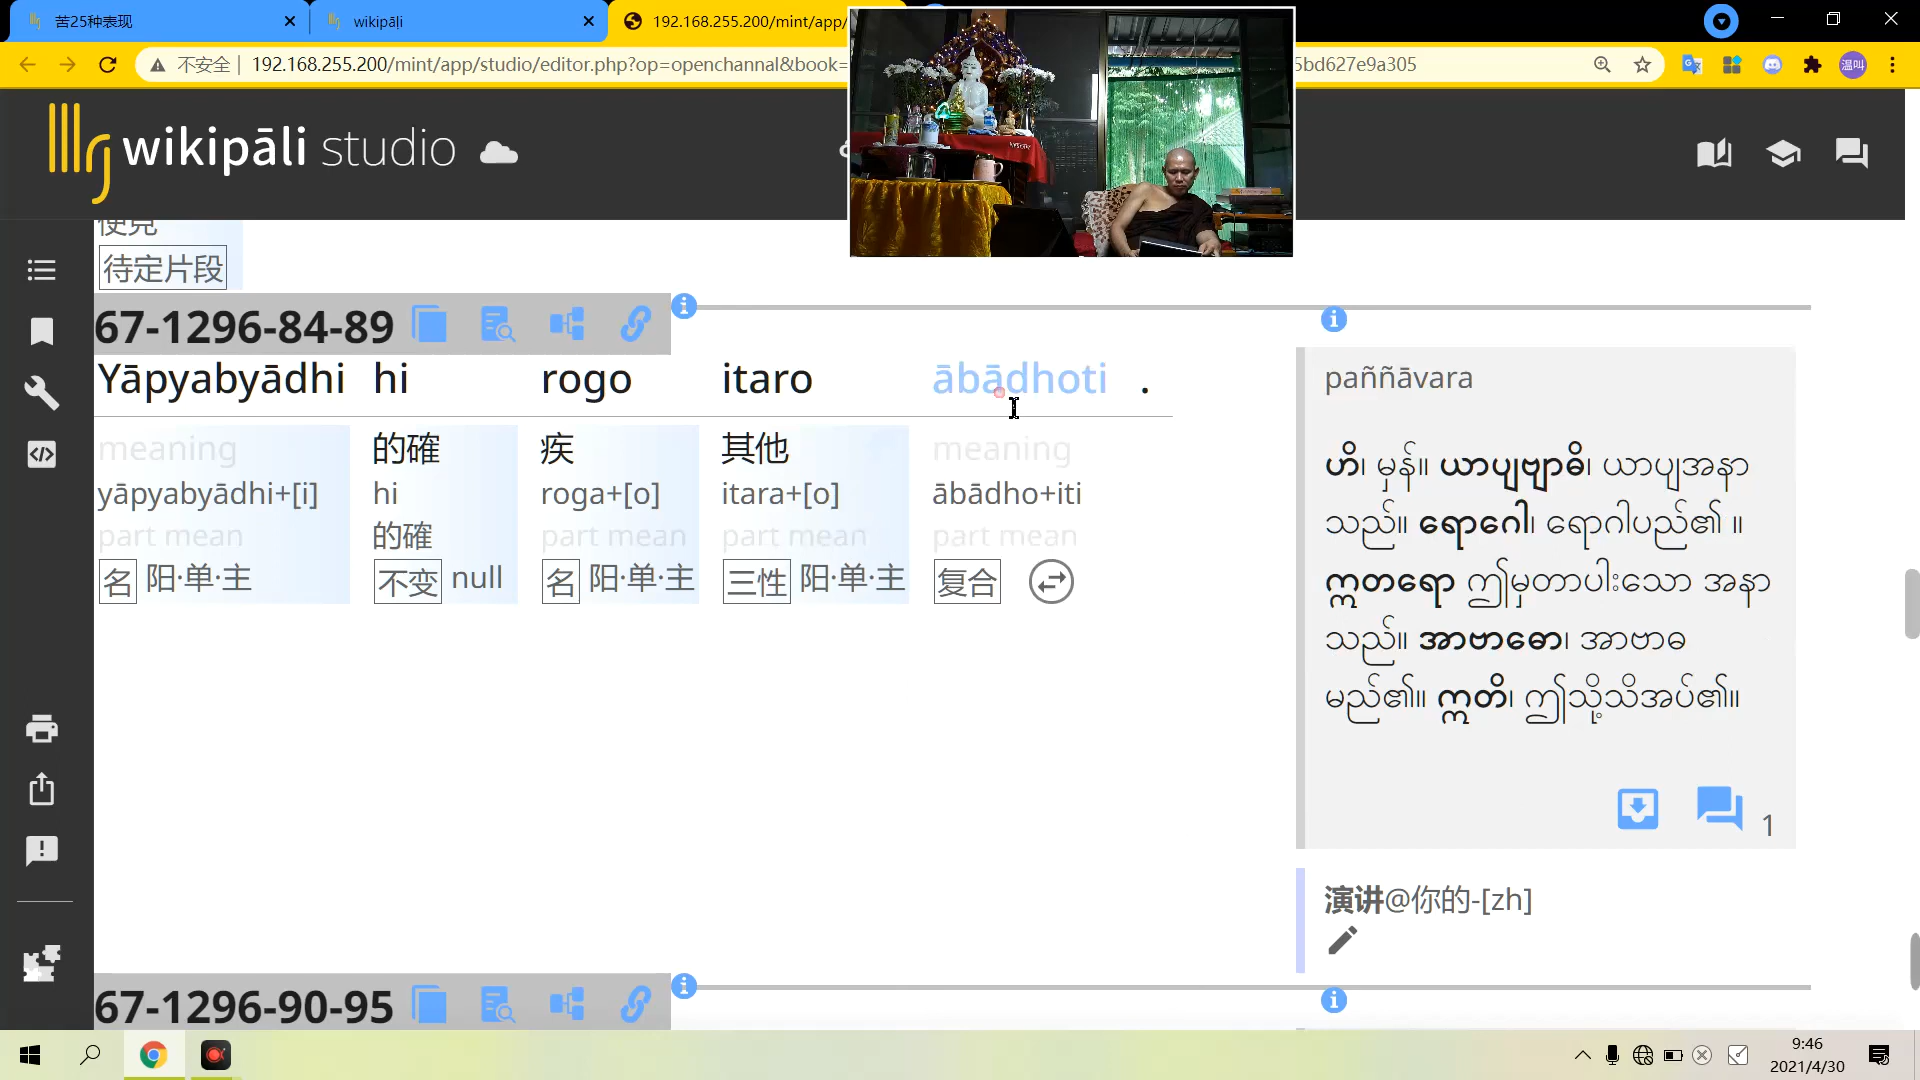 苦25种表现
wikipāḷi
192.168.255.200/mint/app/
不安全 | 192.168.255.200/mint/app/studio/editor.php?op=openchannal&book= 5bd627e9a305
温叫
wikipāli studio
使兒
待定片段
67-1296-84-89
Yāpyabyādhi hi rogo itaro ābādhoti .
meaning 的確 疾 其他 meaning
yāpyabyādhi+[i] hi roga+[o] itara+[o] ābādho+iti
part mean 的確 part mean part mean part mean
名 阳·单·主 不变 null 名 阳·单·主 三性 阳·单·主 复合
paññāvara
ဟိ၊ မှန်။ ယာပျဗျာဓိ၊ ယာပျအနာ
သည်။ ရောဂေါ၊ ရောဂါပည်၏ ။
ဣတရော ဤမှတာပါးသော အနာ
သည်။ အာဗာဓော၊ အာဗာဓ
မည်၏။ ဣတိ၊ ဤသို့သိအပ်၏။
1
演讲@你的-[zh]
67-1296-90-95
9:46
2021/4/30